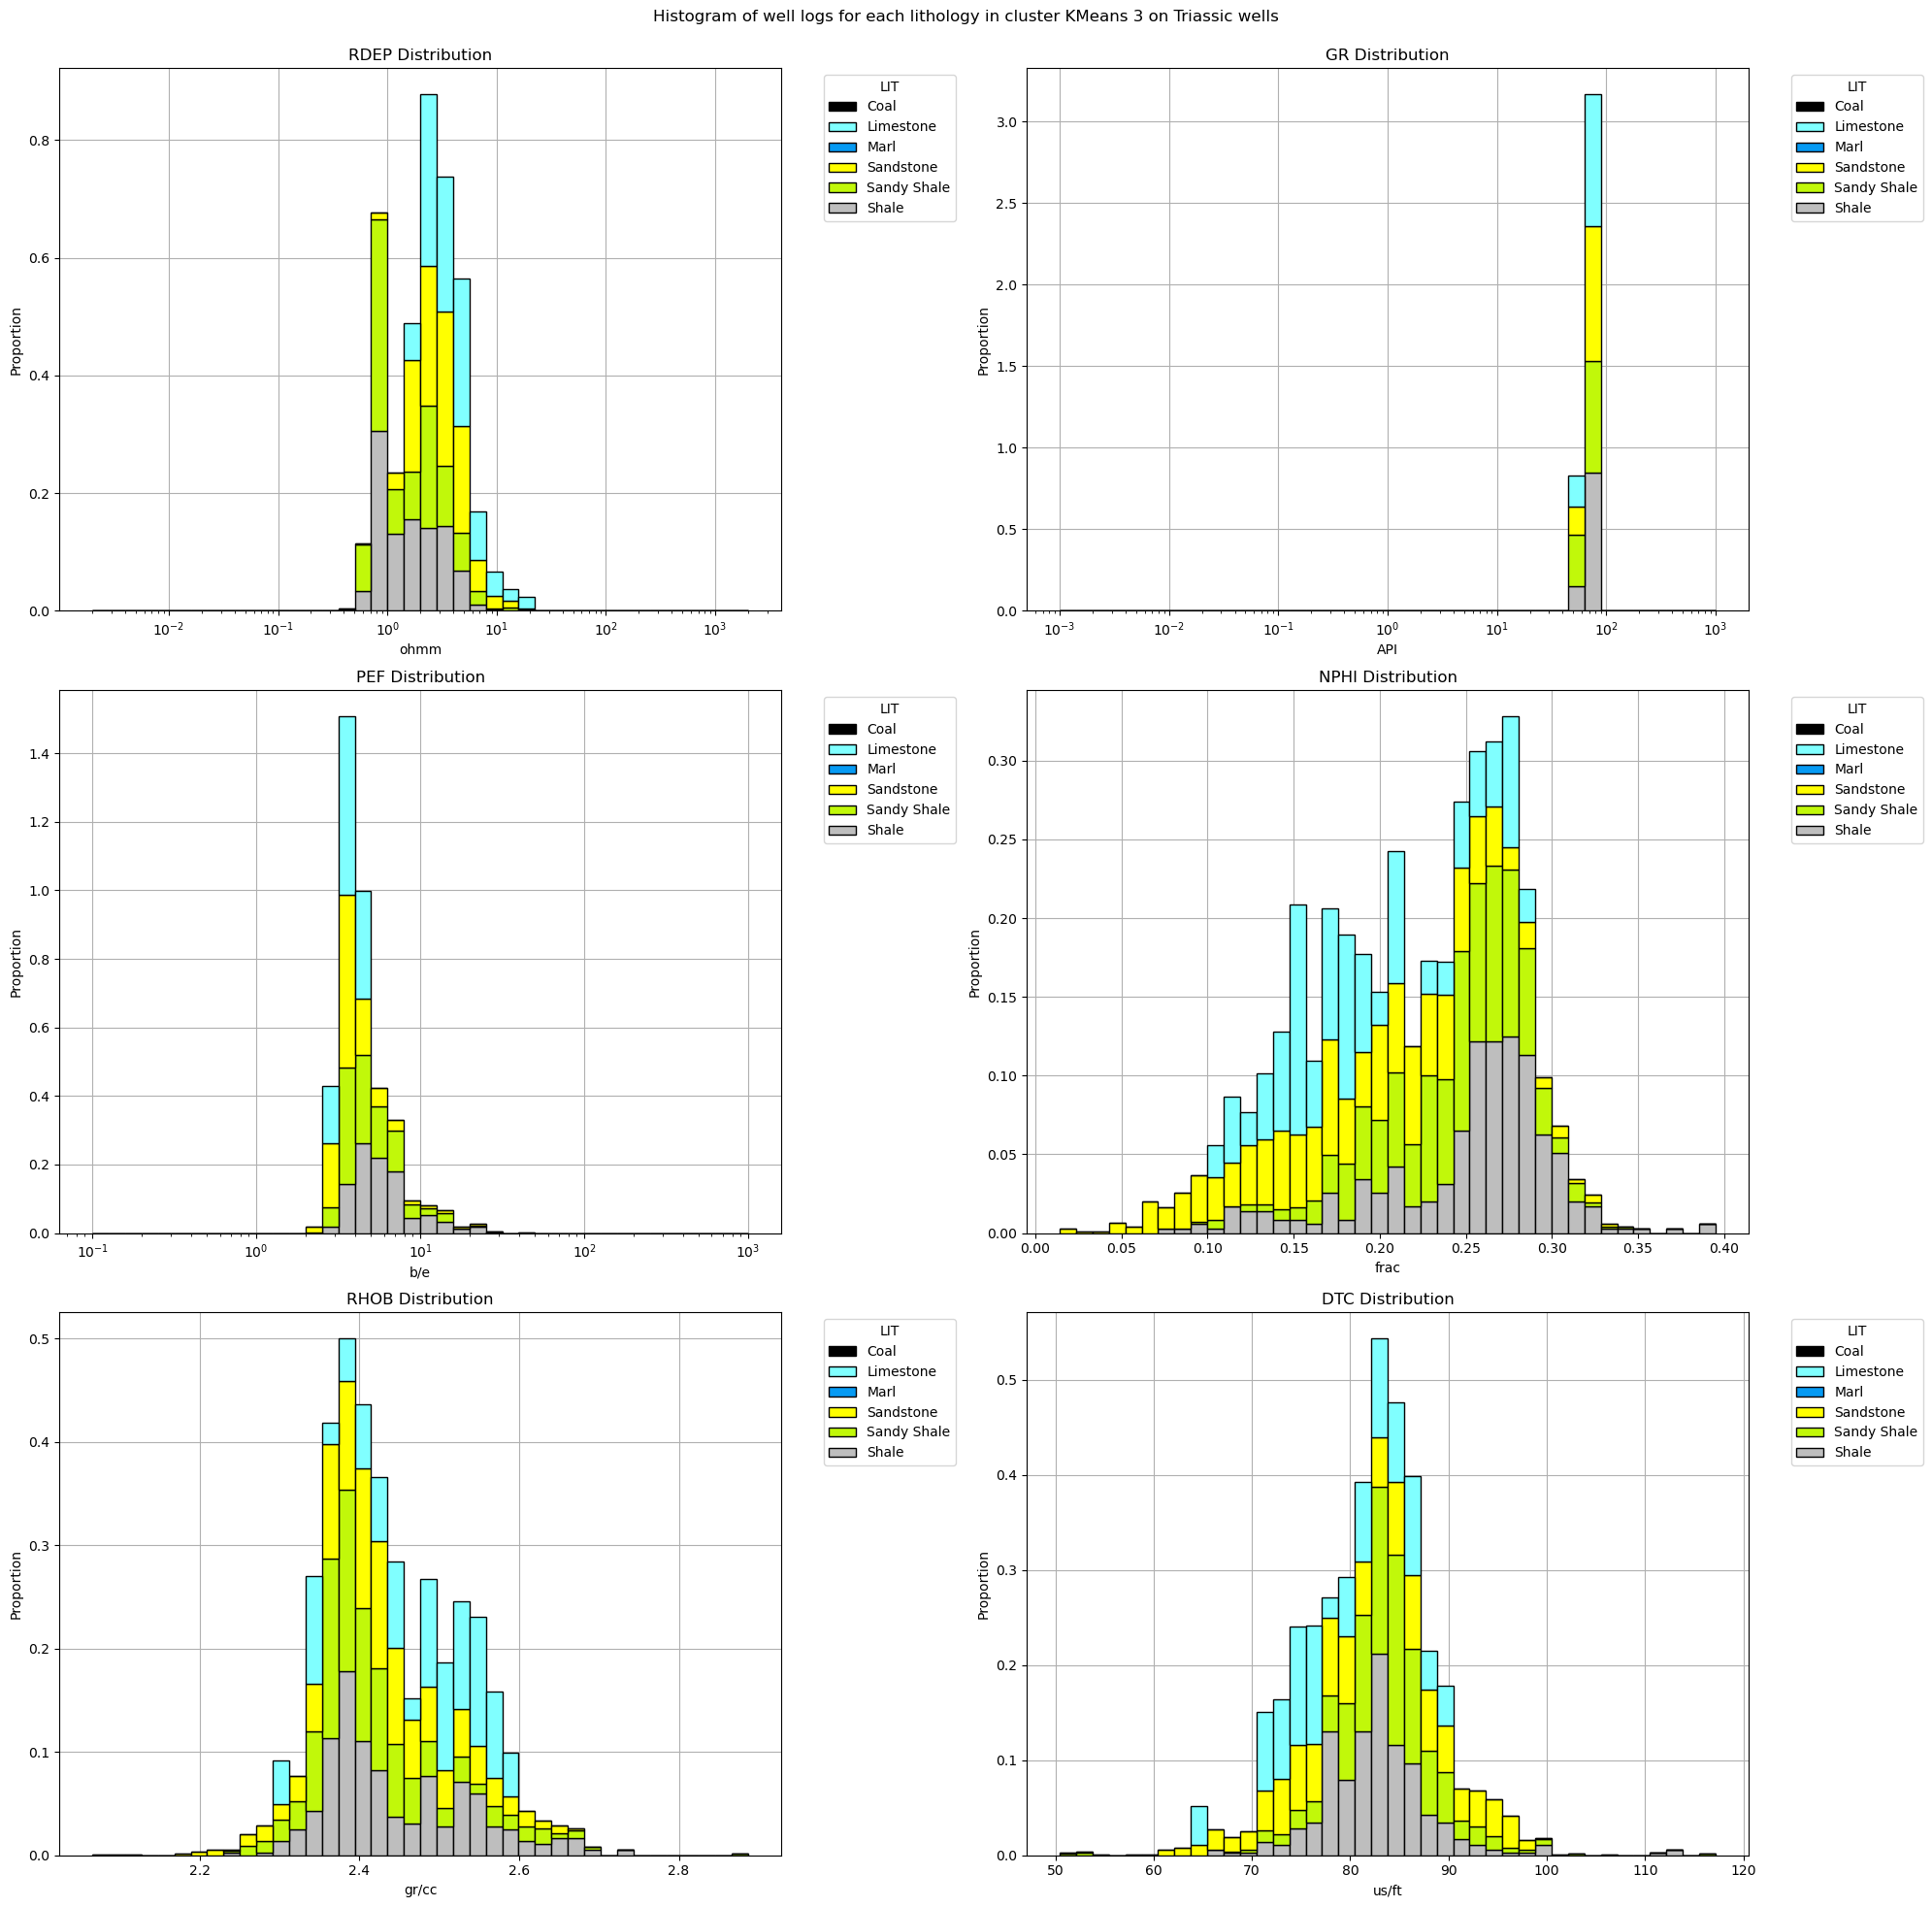 Histogram of well logs for each lithology in cluster KMeans 3 on Triassic wells
RDEP Distribution
Proportion
0.8
0.6
0.4
0.2
0.0
10⁻² 10⁻¹ 10⁰ 10¹ 10² 10³
ohmm
LIT
Coal
Limestone
Marl
Sandstone
Sandy Shale
Shale
GR Distribution
Proportion
3.0
2.5
2.0
1.5
1.0
0.5
0.0
10⁻³ 10⁻² 10⁻¹ 10⁰ 10¹ 10² 10³
API
LIT
Coal
Limestone
Marl
Sandstone
Sandy Shale
Shale
PEF Distribution
Proportion
1.4
1.2
1.0
0.8
0.6
0.4
0.2
0.0
10⁻¹ 10⁰ 10¹ 10² 10³
b/e
LIT
Coal
Limestone
Marl
Sandstone
Sandy Shale
Shale
NPHI Distribution
Proportion
0.30
0.25
0.20
0.15
0.10
0.05
0.00
0.00 0.05 0.10 0.15 0.20 0.25 0.30 0.35 0.40
frac
LIT
Coal
Limestone
Marl
Sandstone
Sandy Shale
Shale
RHOB Distribution
Proportion
0.5
0.4
0.3
0.2
0.1
0.0
2.2 2.4 2.6 2.8
gr/cc
LIT
Coal
Limestone
Marl
Sandstone
Sandy Shale
Shale
DTC Distribution
Proportion
0.5
0.4
0.3
0.2
0.1
0.0
50 60 70 80 90 100 110 120
us/ft
LIT
Coal
Limestone
Marl
Sandstone
Sandy Shale
Shale